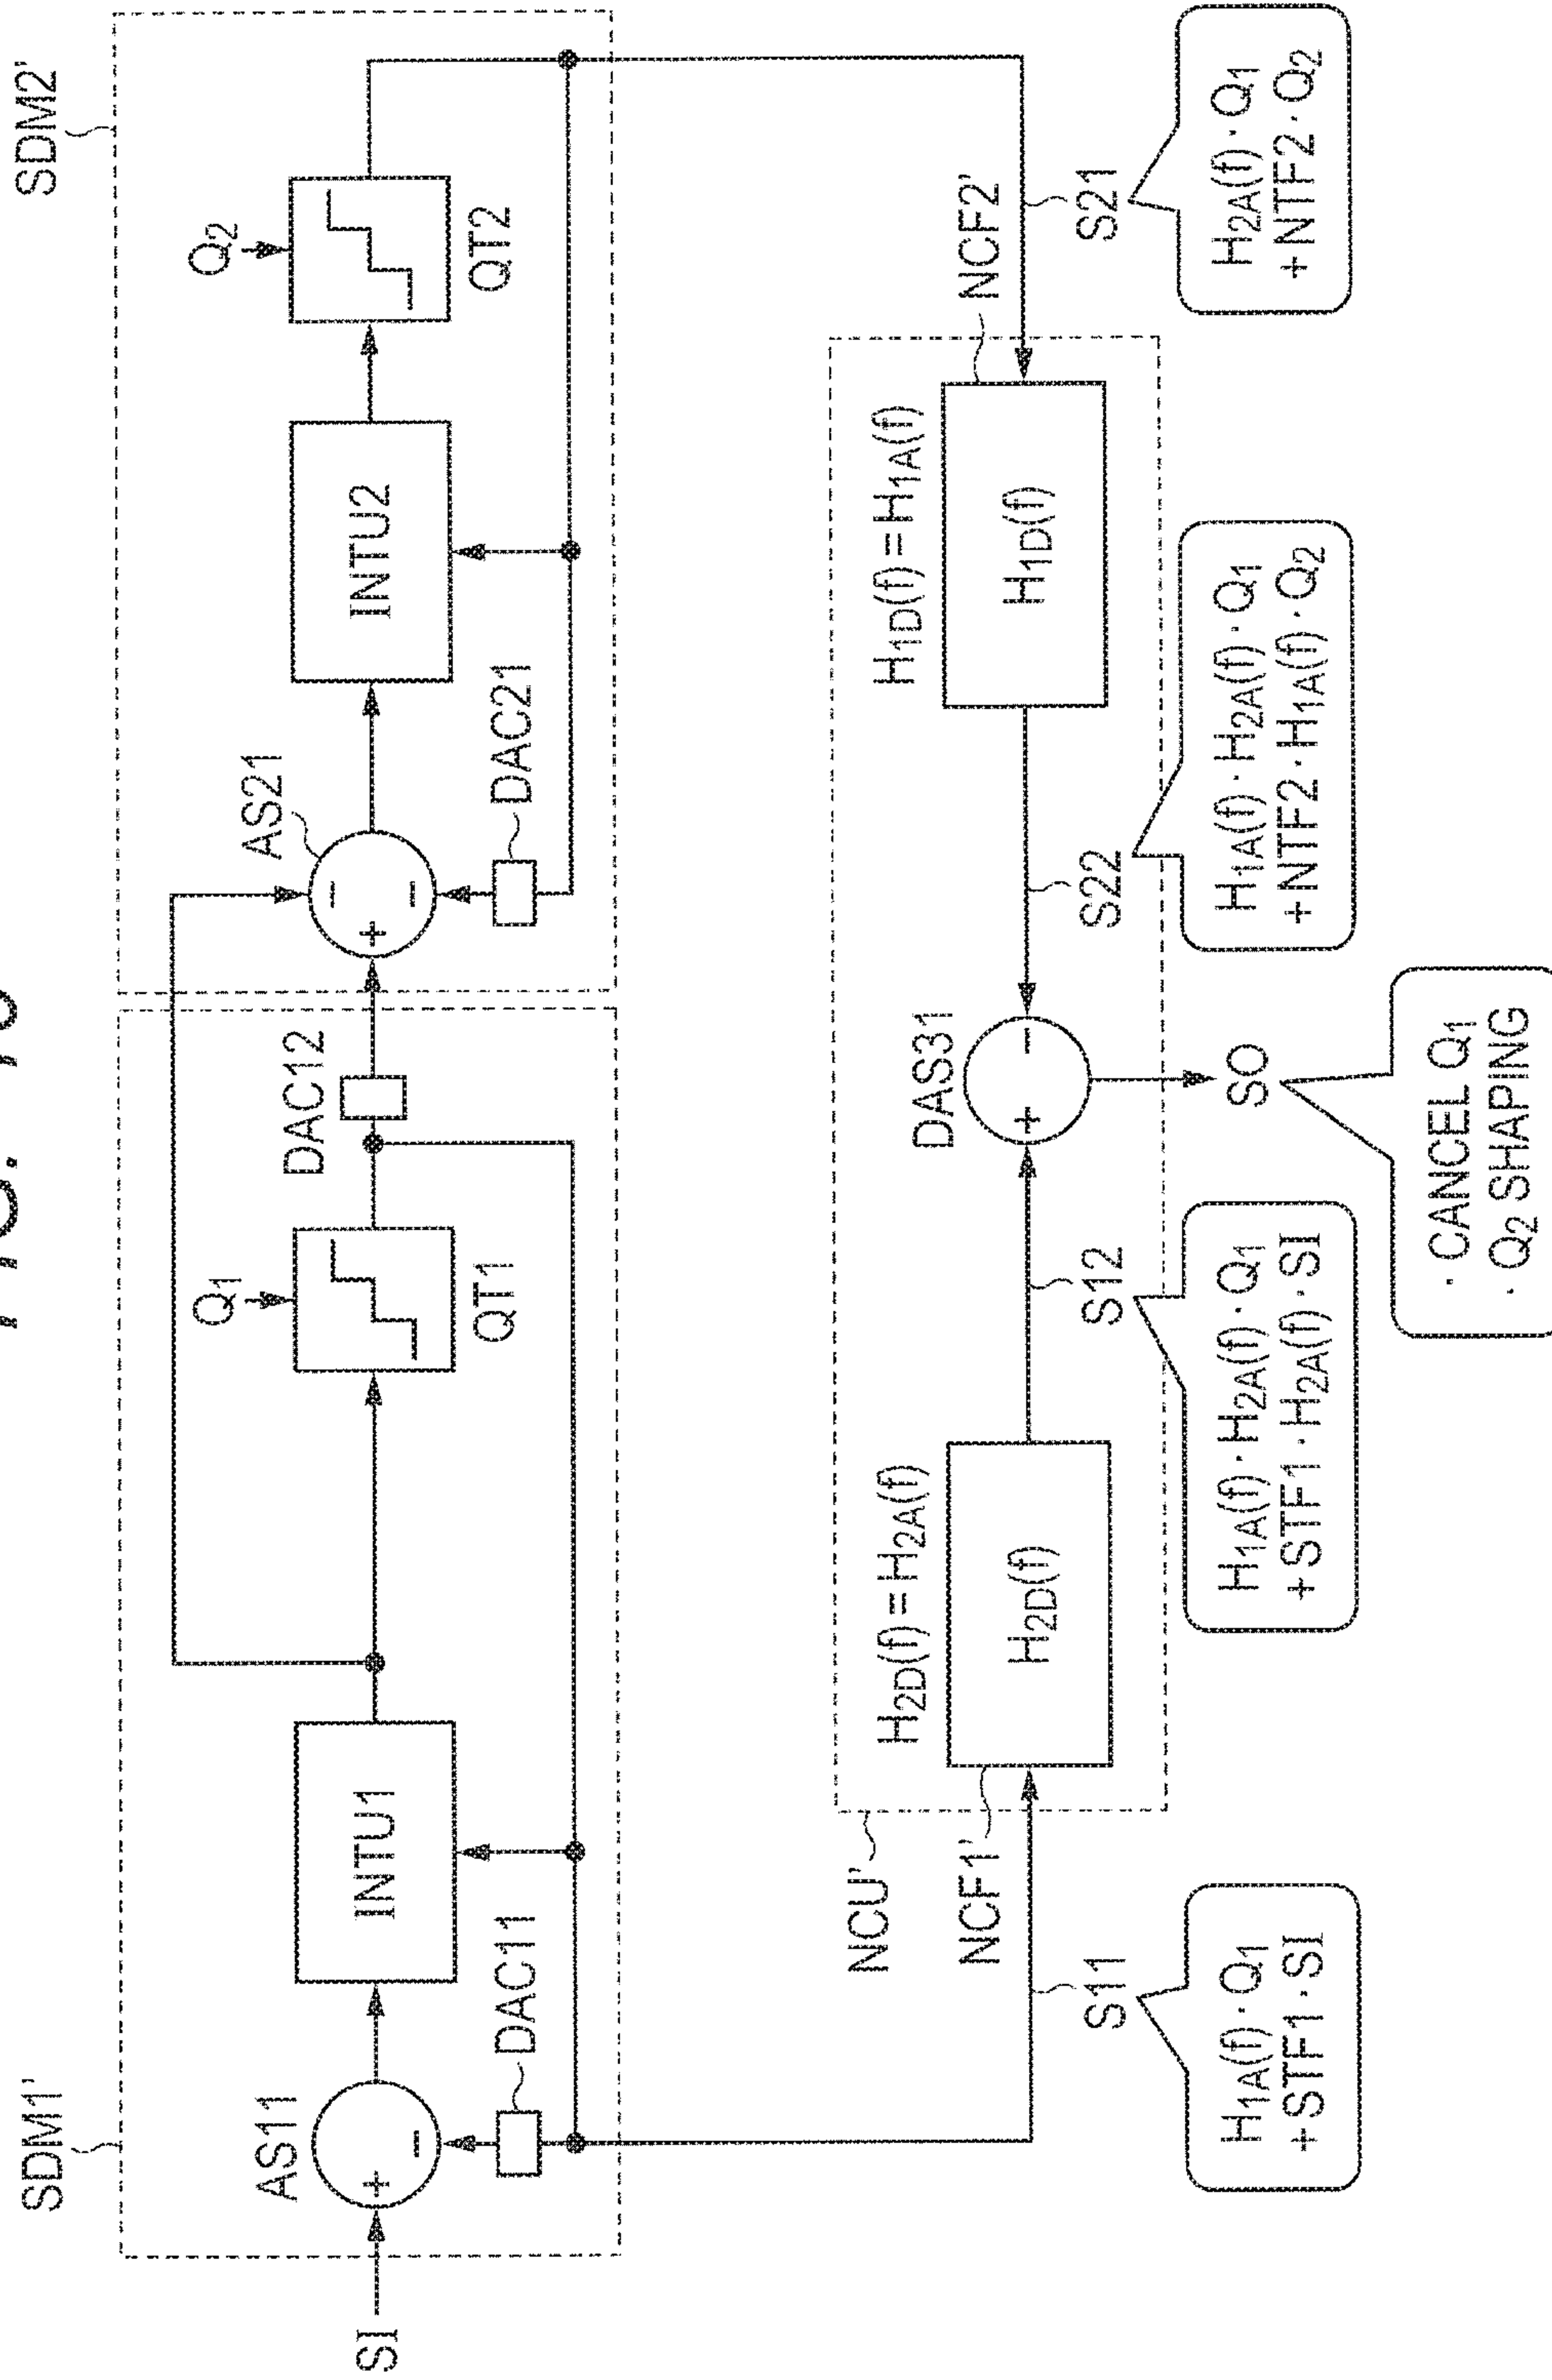 SDM1'
SDM2'
Q1
Q2
AS11
INTU1
QT1
DAC12
AS21
INTU2
QT2
SI
+
−
DAC11
+
−
−
DAC21
NCU'
NCF1'
H2D(f) = H2A(f)
H2D(f)
DAS31
+
−
H1D(f) = H1A(f)
H1D(f)
NCF2'
S11
H1A(f) · Q1
+ STF1 · SI
S12
H1A(f) · H2A(f) · Q1
+ STF1 · H2A(f) · SI
SO
· CANCEL Q1
· Q2 SHAPING
S22
H1A(f) · H2A(f) · Q1
+ NTF2 · H1A(f) · Q2
S21
H2A(f) · Q1
+ NTF2 · Q2